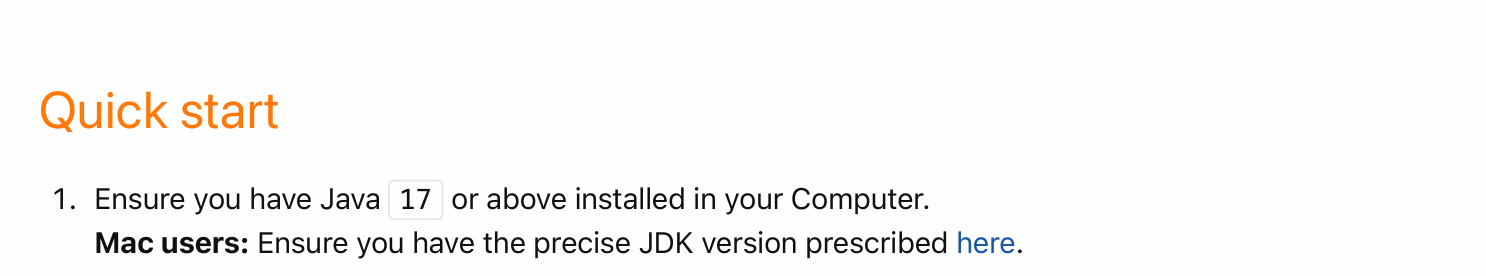 Quick start
1. Ensure you have Java 17 or above installed in your Computer.
Mac users: Ensure you have the precise JDK version prescribed here.